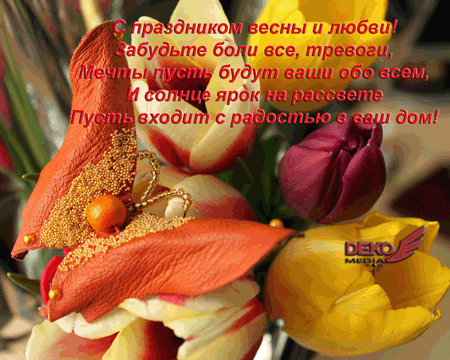 С праздником весны и любви!
Забудьте боли все, тревоги,
Мечты пусть будут ваши обо всем,
И солнце ярок на рассвете
Пусть входит с радостью в ваш дом!
DEKO
MEDIA